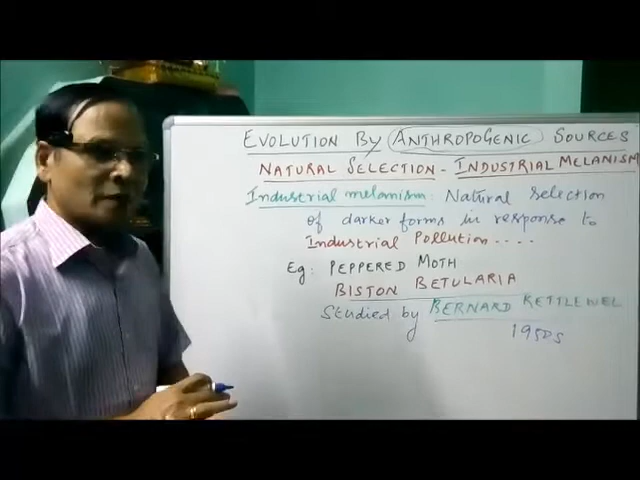 EVOLUTION BY ANTHROPOGENIC SOURCES
NATURAL SELECTION - INDUSTRIAL MELANISM
Industrial melanism: Natural selection
of darker forms in response to
Industrial Pollution....
Eg: PEPPERED MOTH
BISTON BETULARIA
Studied by BERNARD KETTLEWEL
1950s